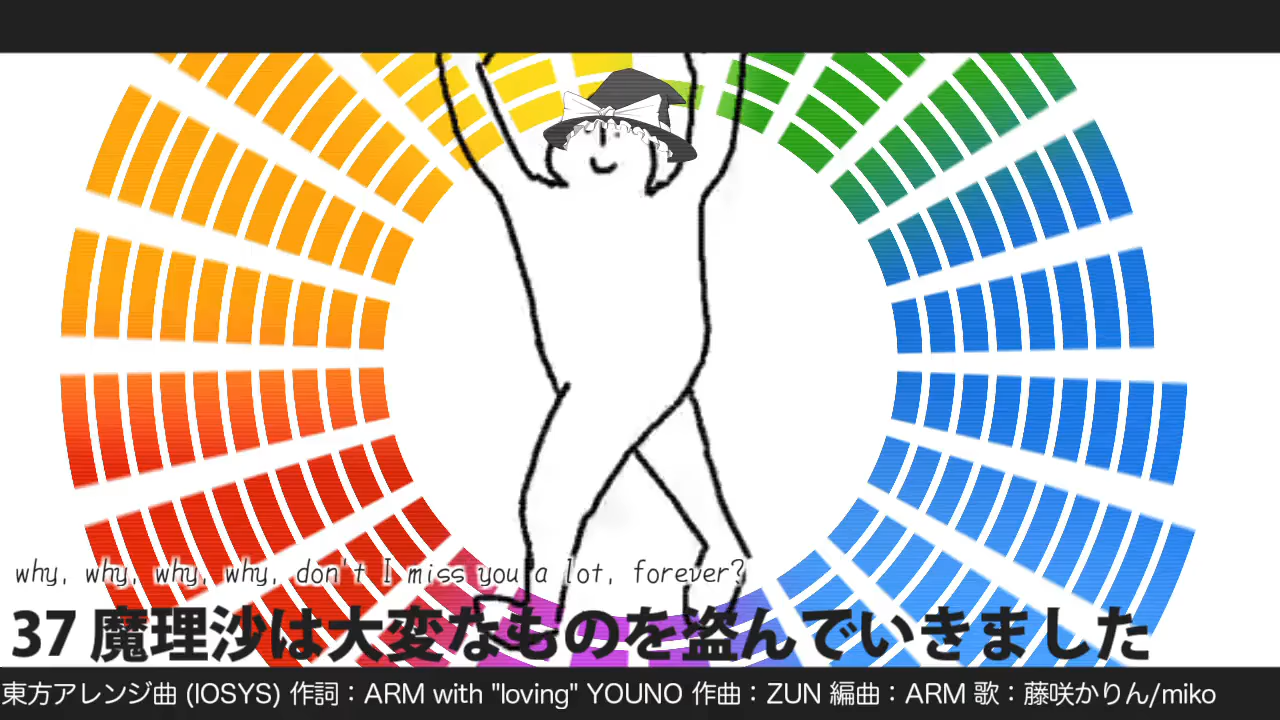 why, why, why, why, don't I miss you a lot, forever?
37 魔理沙は大変なものを盗んでいきました
東方アレンジ曲 (IOSYS) 作詞：ARM with "loving" YOUNO 作曲：ZUN 編曲：ARM 歌：藤咲かりん/miko